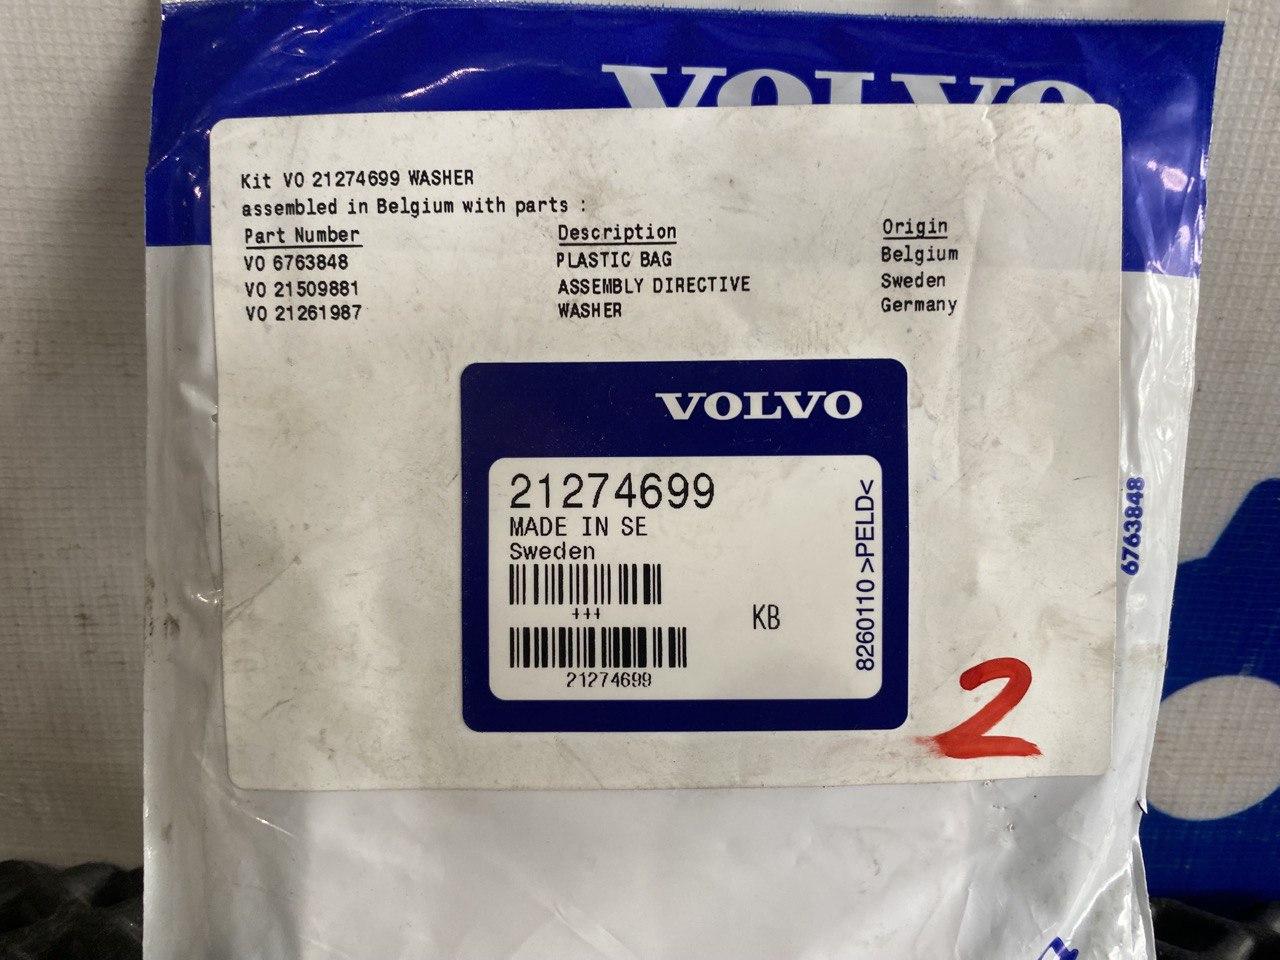 VOLVO
Kit VO 21274699 WASHER
assembled in Belgium with parts :
Part Number Description Origin
VO 6763848 PLASTIC BAG Belgium
VO 21509881 ASSEMBLY DIRECTIVE Sweden
VO 21261987 WASHER Germany
VOLVO
21274699
MADE IN SE
Sweden
+++
KB
21274699
8260110 >PELD<
6763848
2